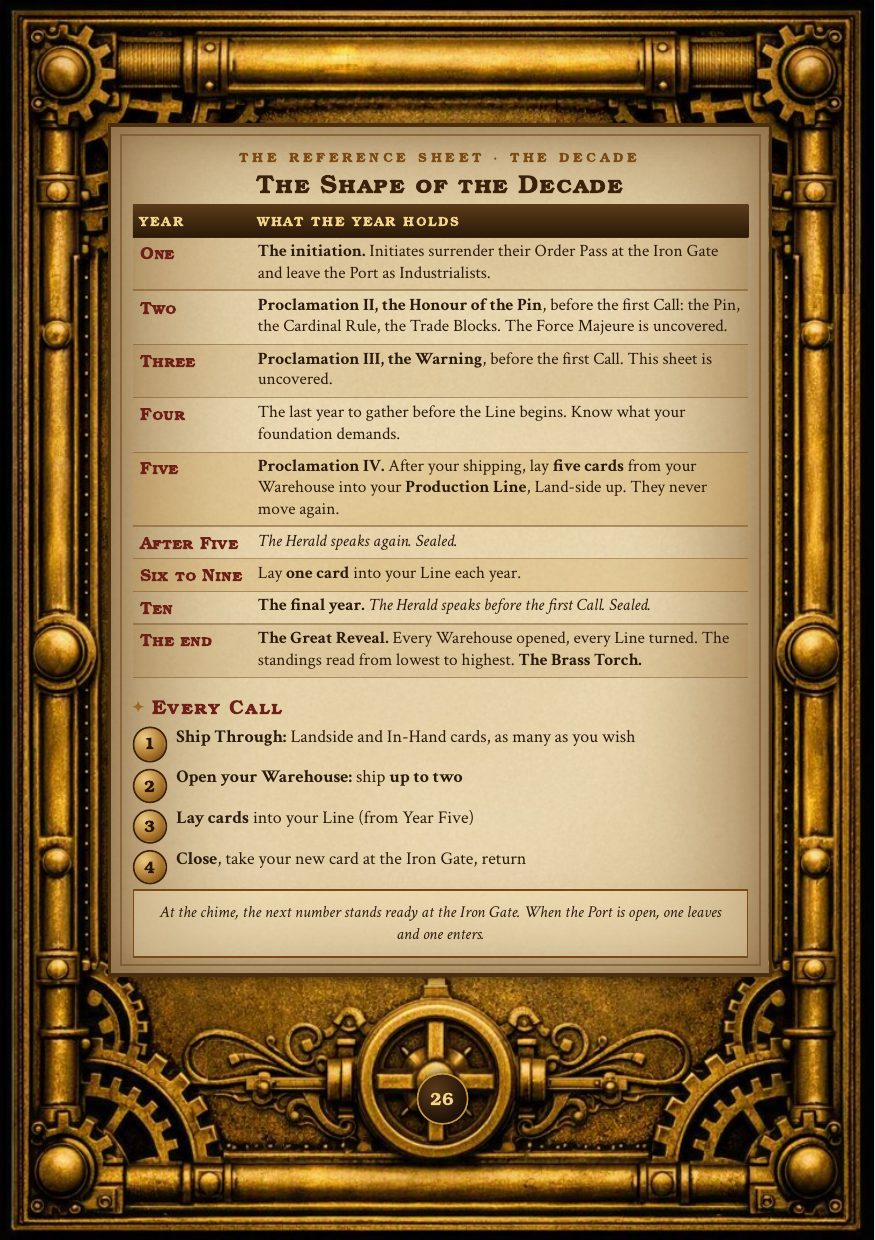 THE REFERENCE SHEET · THE DECADE
THE SHAPE OF THE DECADE
YEAR WHAT THE YEAR HOLDS
ONE The initiation. Initiates surrender their Order Pass at the Iron Gate
and leave the Port as Industrialists.
TWO Proclamation II, the Honour of the Pin, before the first Call: the Pin,
the Cardinal Rule, the Trade Blocks. The Force Majeure is uncovered.
THREE Proclamation III, the Warning, before the first Call. This sheet is
uncovered.
FOUR The last year to gather before the Line begins. Know what your
foundation demands.
FIVE Proclamation IV. After your shipping, lay five cards from your
Warehouse into your Production Line, Land-side up. They never
move again.
AFTER FIVE The Herald speaks again. Sealed.
SIX TO NINE Lay one card into your Line each year.
TEN The final year. The Herald speaks before the first Call. Sealed.
THE END The Great Reveal. Every Warehouse opened, every Line turned. The
standings read from lowest to highest. The Brass Torch.
EVERY CALL
1 Ship Through: Landside and In-Hand cards, as many as you wish
2 Open your Warehouse: ship up to two
3 Lay cards into your Line (from Year Five)
4 Close, take your new card at the Iron Gate, return
At the chime, the next number stands ready at the Iron Gate. When the Port is open, one leaves
and one enters.
26